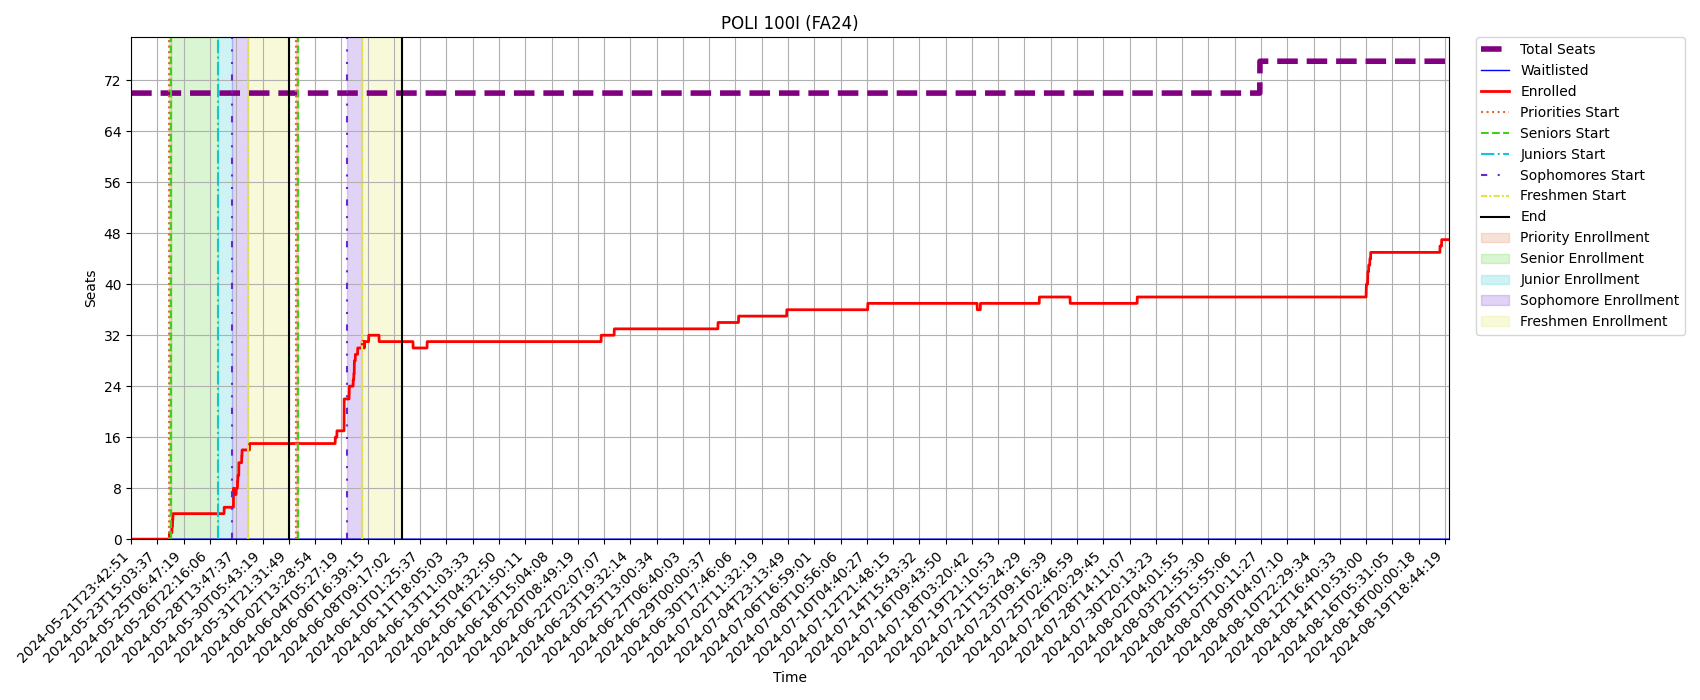 POLI 100I (FA24)
Seats
72
64
56
48
40
32
24
16
8
0
2024-05-21T23:42:51
2024-05-23T15:03:37
2024-05-25T06:47:19
2024-05-26T22:16:06
2024-05-28T13:47:37
2024-05-30T05:43:19
2024-05-31T21:31:49
2024-06-02T13:28:54
2024-06-04T05:27:19
2024-06-06T16:39:15
2024-06-08T09:17:02
2024-06-10T01:25:37
2024-06-11T18:05:03
2024-06-13T11:03:33
2024-06-15T04:32:50
2024-06-16T21:50:11
2024-06-18T15:04:08
2024-06-20T08:49:19
2024-06-22T02:07:07
2024-06-23T19:32:14
2024-06-25T13:00:34
2024-06-27T06:40:03
2024-06-29T00:00:37
2024-06-30T17:46:06
2024-07-02T11:32:19
2024-07-04T23:13:49
2024-07-06T16:59:01
2024-07-08T10:56:06
2024-07-10T04:40:27
2024-07-12T21:48:15
2024-07-14T15:43:32
2024-07-16T09:43:50
2024-07-18T03:20:42
2024-07-19T21:10:53
2024-07-21T15:24:29
2024-07-23T09:16:39
2024-07-25T02:46:59
2024-07-26T20:29:45
2024-07-28T14:11:07
2024-07-30T20:13:23
2024-08-02T04:01:55
2024-08-03T21:55:30
2024-08-05T15:55:06
2024-08-07T10:11:27
2024-08-09T04:07:10
2024-08-10T22:29:34
2024-08-12T16:40:33
2024-08-14T10:53:00
2024-08-16T05:31:05
2024-08-18T00:00:18
2024-08-19T18:44:19
Time
Total Seats
Waitlisted
Enrolled
Priorities Start
Seniors Start
Juniors Start
Sophomores Start
Freshmen Start
End
Priority Enrollment
Senior Enrollment
Junior Enrollment
Sophomore Enrollment
Freshmen Enrollment